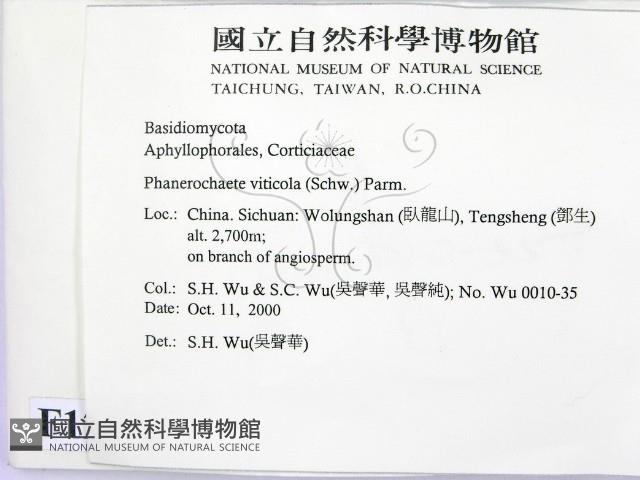 國立自然科學博物館
NATIONAL MUSEUM OF NATURAL SCIENCE
TAICHUNG, TAIWAN, R.O.CHINA
Basidiomycota
Aphyllophorales, Corticiaceae
Phanerochaete viticola (Schw.) Parm.
Loc.: China. Sichuan: Wolungshan (臥龍山), Tengsheng (鄧生)
alt. 2,700m;
on branch of angiosperm.
Col.: S.H. Wu & S.C. Wu(吳聲華, 吳聲純); No. Wu 0010-35
Date: Oct. 11, 2000
Det.: S.H. Wu(吳聲華)
國立自然科學博物館
NATIONAL MUSEUM OF NATURAL SCIENCE